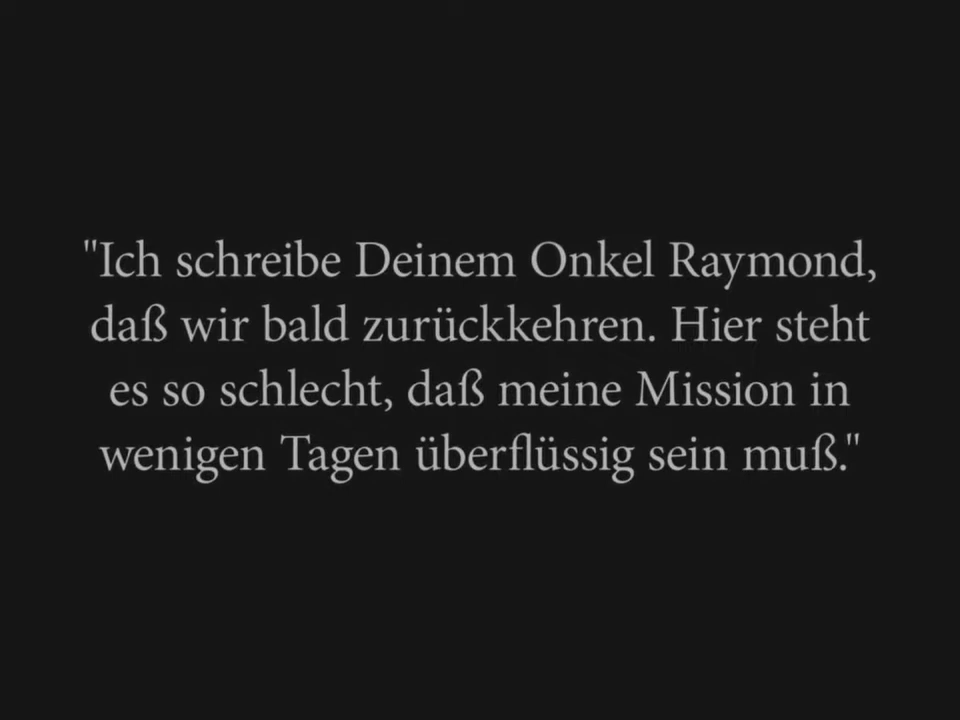 "Ich schreibe Deinem Onkel Raymond,
daß wir bald zurückkehren. Hier steht
es so schlecht, daß meine Mission in
wenigen Tagen überflüssig sein muß."